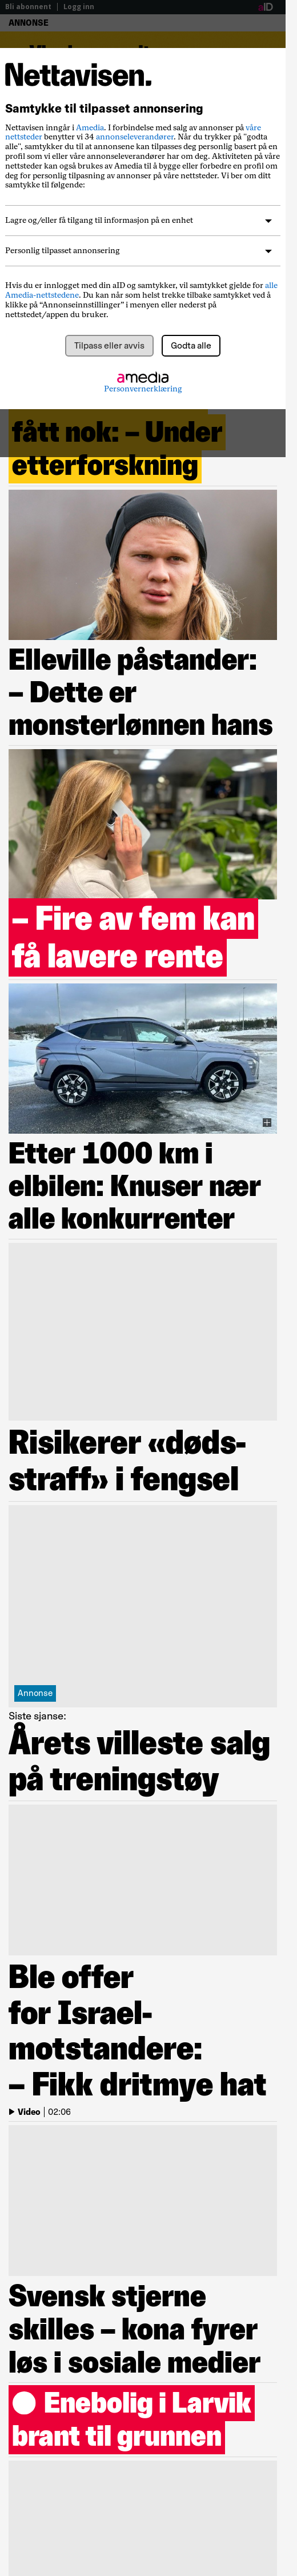 Bli abonnent | Logg inn
aID
ANNONSE
Nettavisen.
Samtykke til tilpasset annonsering
Nettavisen inngår i Amedia. I forbindelse med salg av annonser på våre
nettsteder benytter vi 34 annonseleverandører. Når du trykker på "godta
alle", samtykker du til at annonser kan tilpasses deg personlig basert på en
profil som vi eller våre annonseleverandører har om deg. Aktiviteten på våre
nettsteder kan også brukes av Amedia til å bygge eller forbedre en profil om
deg for personlig tilpasning av annonser på våre nettsteder. Vi ber om ditt
samtykke til følgende:
Lagre og/eller få tilgang til informasjon på en enhet
Personlig tilpasset annonsering
Hvis du er innlogget med din aID og samtykker, vil samtykket gjelde for alle
Amedia-nettstedene. Du kan når som helst trekke tilbake samtykket ved å
klikke på “Annonseinnstillinger” i menyen eller nederst på
nettstedet/appen du bruker.
Tilpass eller avvis
Godta alle
amedia
Personvernerklæring
fått nok: – Under
etterforskning
Elleville påstander:
– Dette er
monsterlønnen hans
– Fire av fem kan
få lavere rente
Etter 1000 km i
elbilen: Knuser nær
alle konkurrenter
Risikerer «døds-
straff» i fengsel
Annonse
Siste sjanse:
Årets villeste salg
på treningstøy
Ble offer
for Israel-
motstandere:
– Fikk dritmye hat
Video | 02:06
Svensk stjerne
skilles – kona fyrer
løs i sosiale medier
Enebolig i Larvik
brant til grunnen